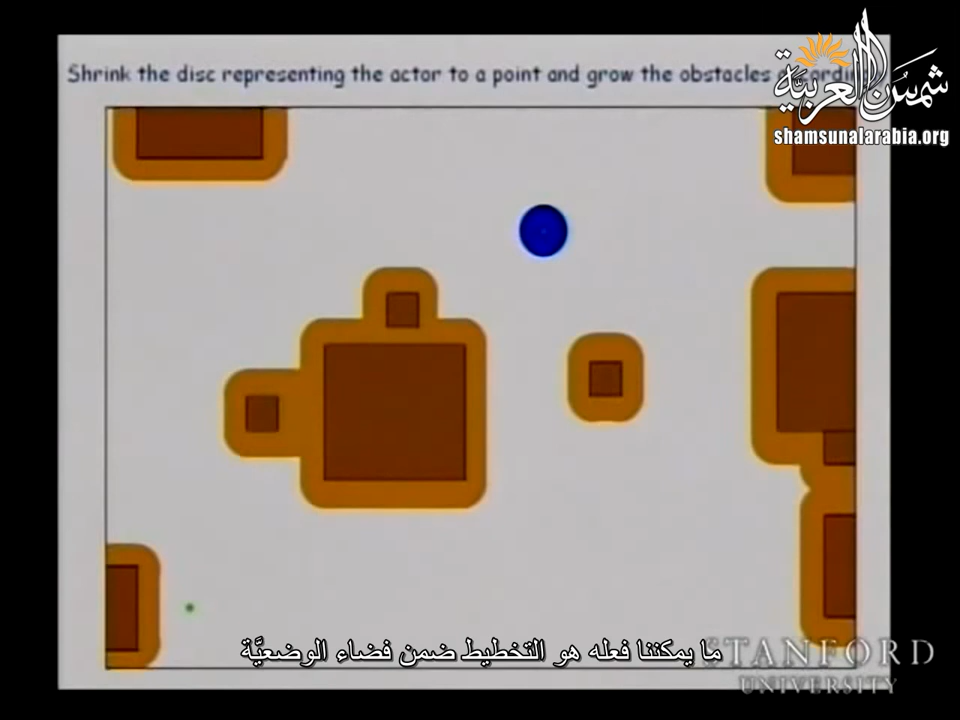 Shrink the disc representing the actor to a point and grow the obstacles
شمس العربية
shamsunalarabia.org
ما يمكننا فعله هو التخطيط ضمن فضاء الوضعيَّة
STANFORD
UNIVERSITY